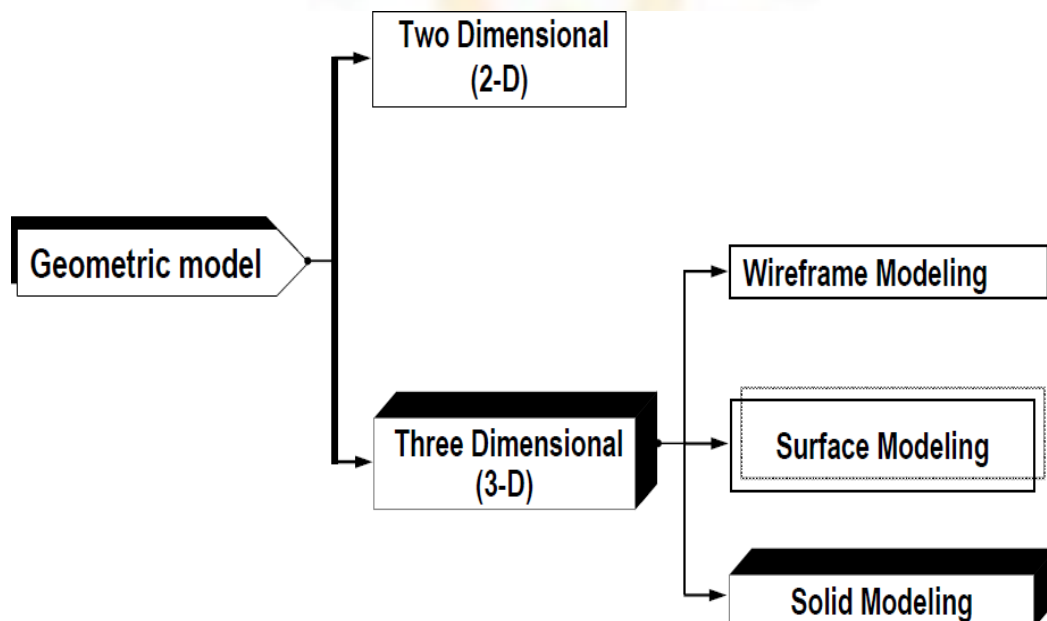 Two Dimensional
(2-D)
Geometric model
Wireframe Modeling
Three Dimensional
(3-D)
Surface Modeling
Solid Modeling